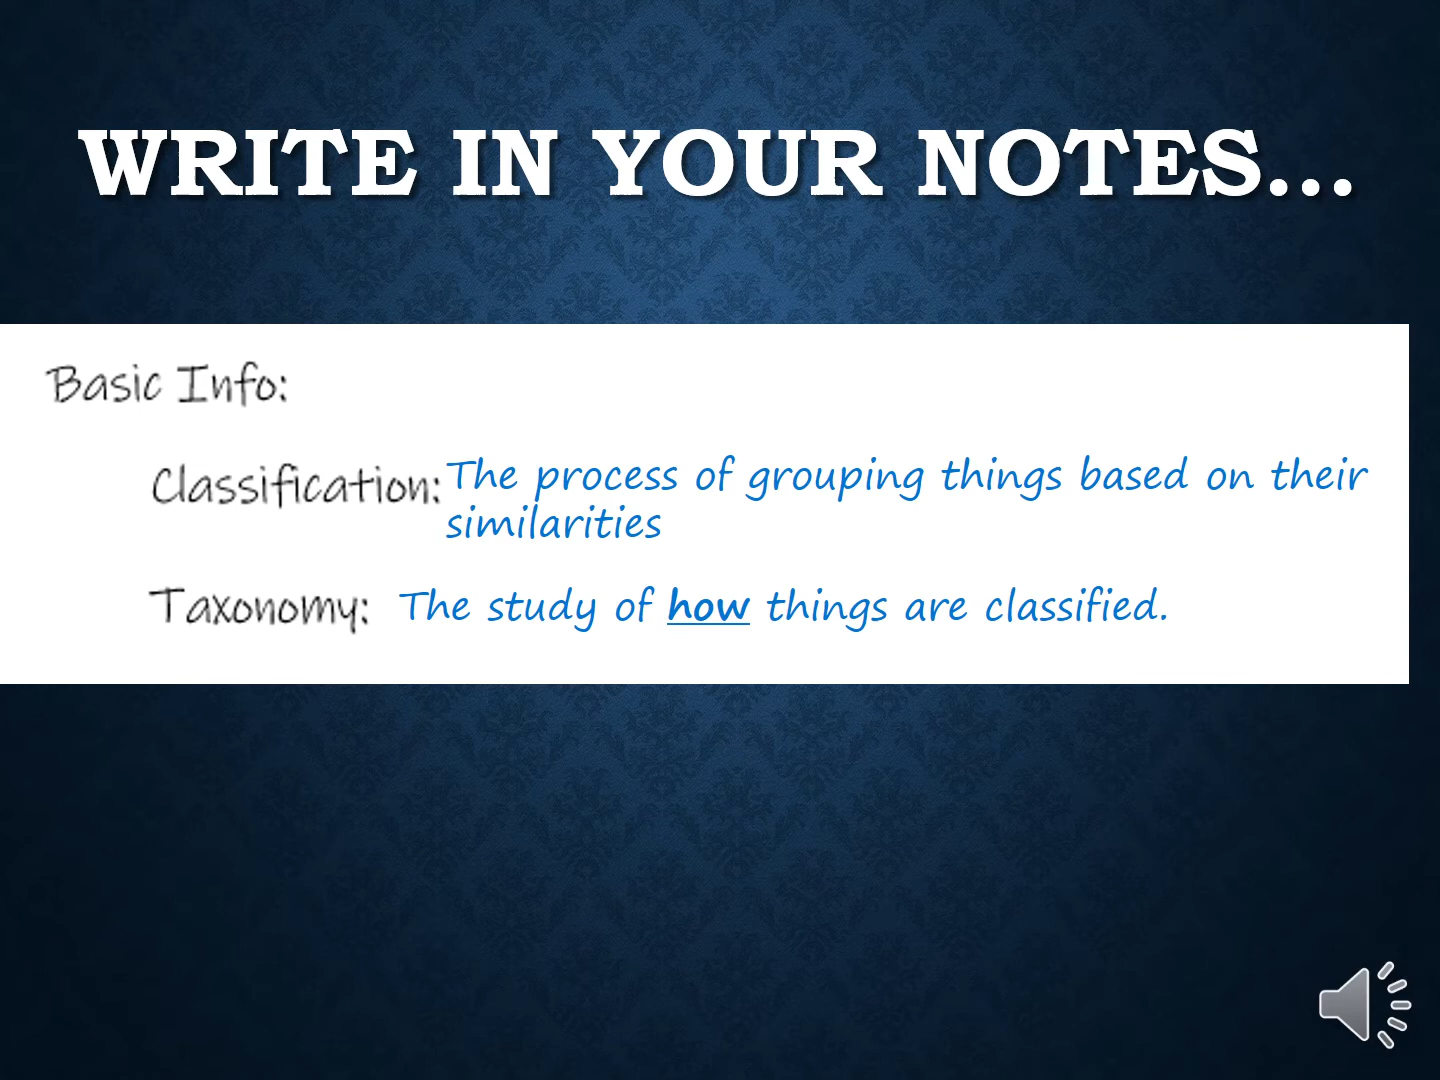 WRITE IN YOUR NOTES…
Basic Info:
Classification: The process of grouping things based on their
similarities
Taxonomy: The study of how things are classified.